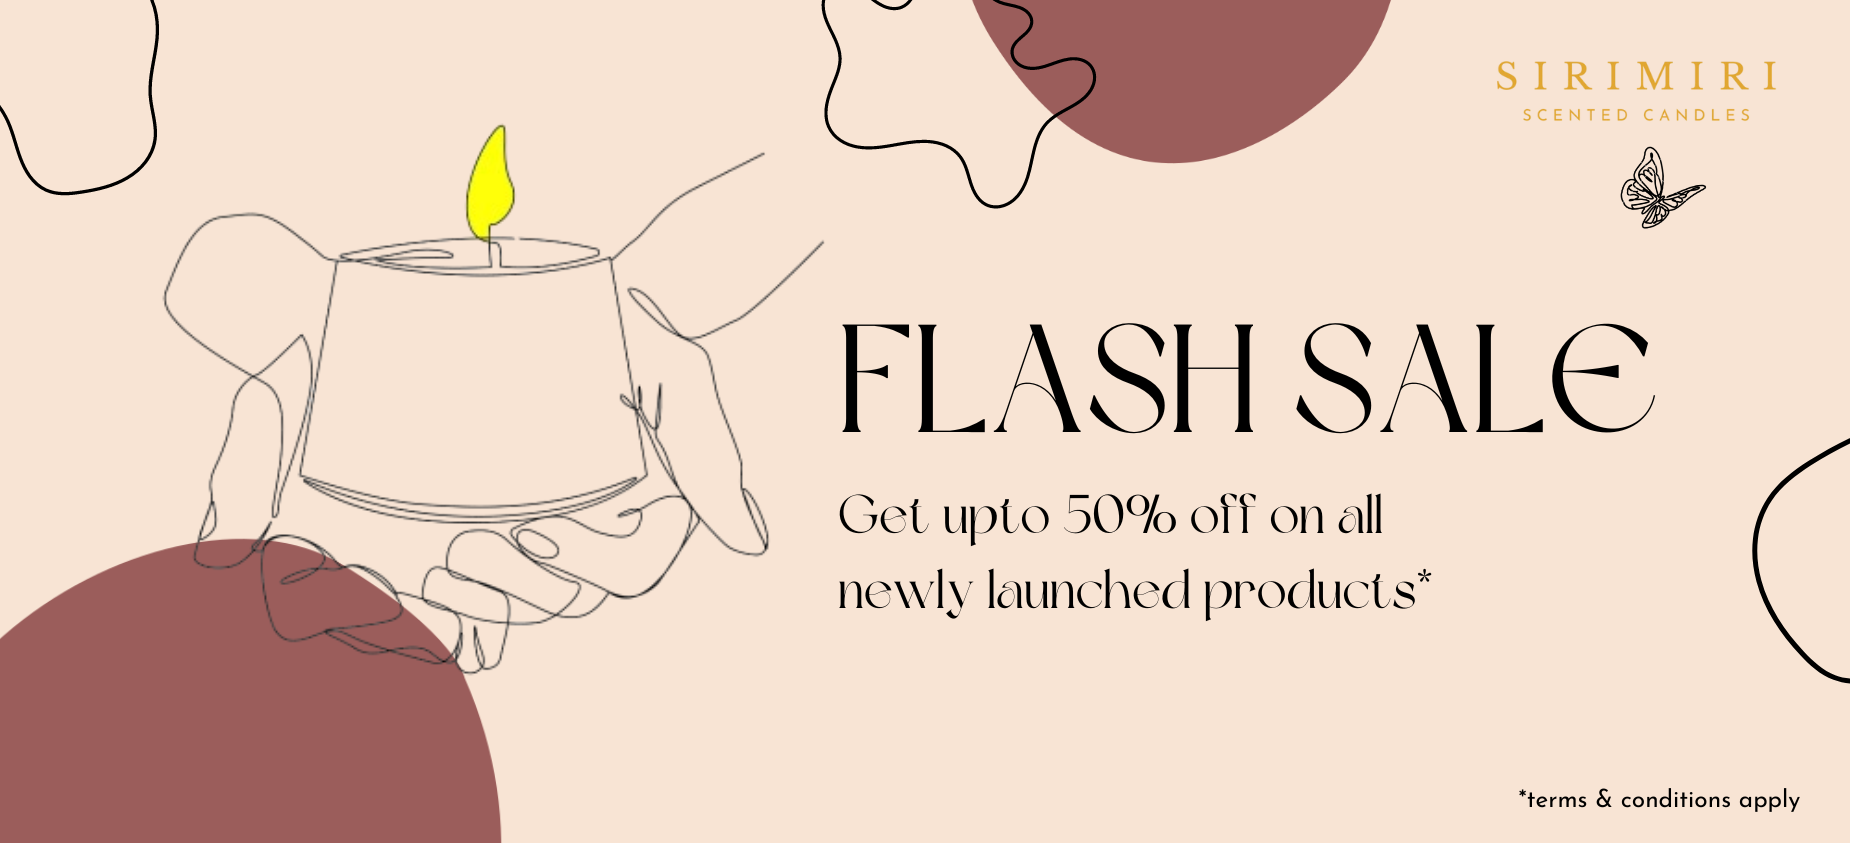 SIRIMIRI
SCENTED CANDLES
FLASH SALE
Get upto 50% off on all
newly launched products*
*terms & conditions apply